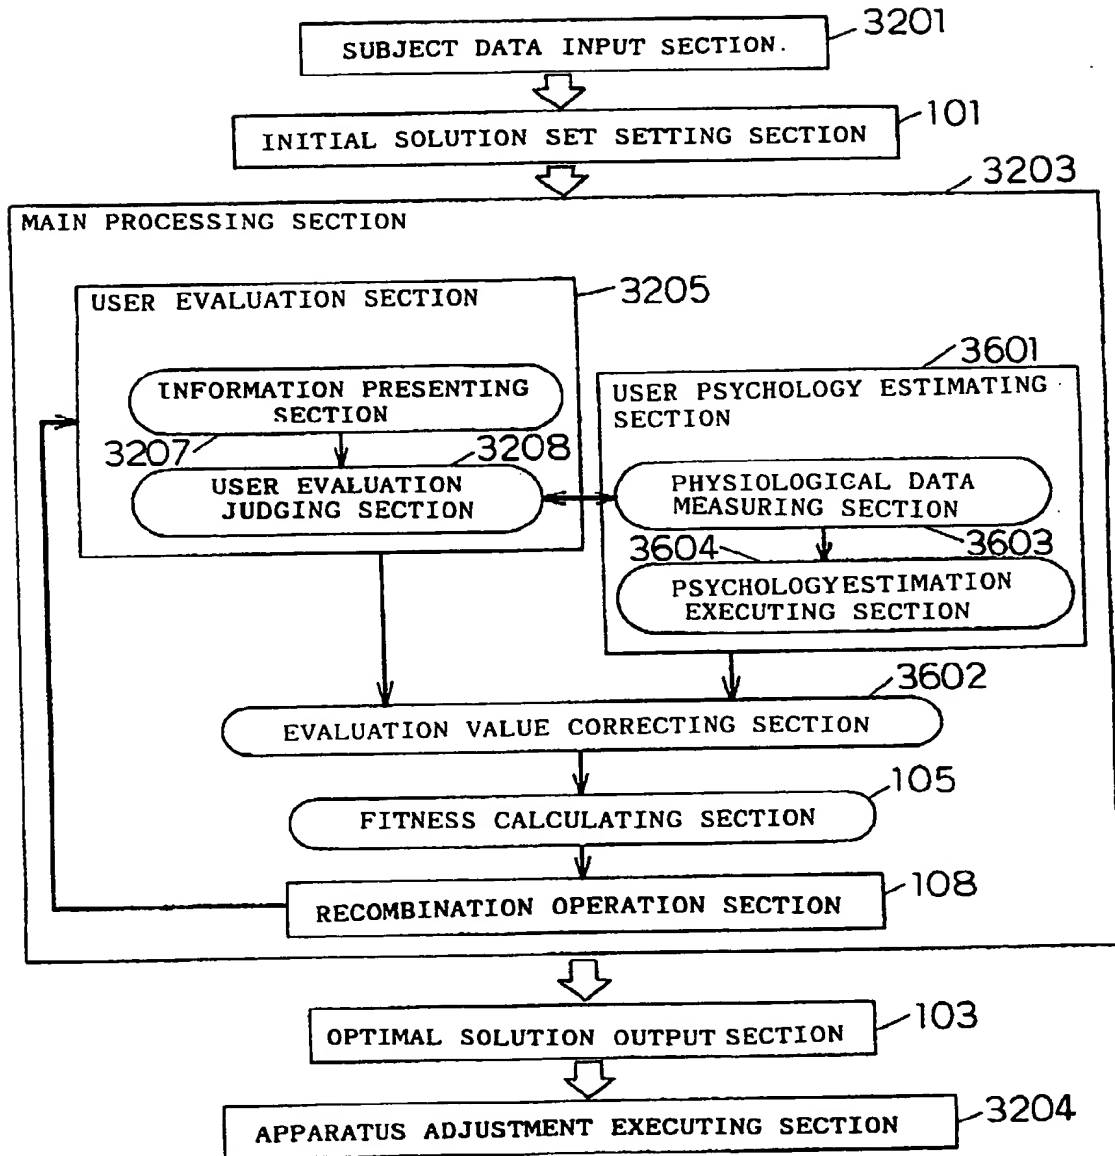 3201
SUBJECT DATA INPUT SECTION.
101
INITIAL SOLUTION SET SETTING SECTION
3203
MAIN PROCESSING SECTION
USER EVALUATION SECTION
3205
INFORMATION PRESENTING
SECTION
3207
3208
USER EVALUATION
JUDGING SECTION
3601
USER PSYCHOLOGY ESTIMATING
SECTION
PHYSIOLOGICAL DATA
MEASURING SECTION
3604
3603
PSYCHOLOGYESTIMATION
EXECUTING SECTION
3602
EVALUATION VALUE CORRECTING SECTION
105
FITNESS CALCULATING SECTION
108
RECOMBINATION OPERATION SECTION
103
OPTIMAL SOLUTION OUTPUT SECTION
3204
APPARATUS ADJUSTMENT EXECUTING SECTION